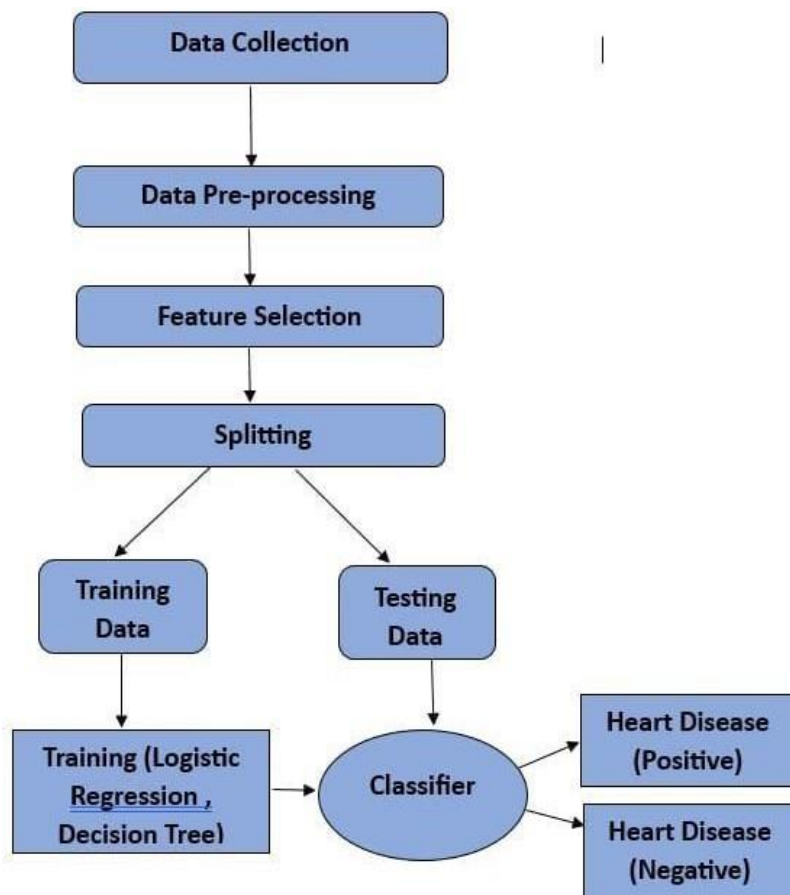 Data Collection
Data Pre-processing
Feature Selection
Splitting
Training
Data
Testing
Data
Training (Logistic
Regression ,
Decision Tree)
Classifier
Heart Disease
(Positive)
Heart Disease
(Negative)